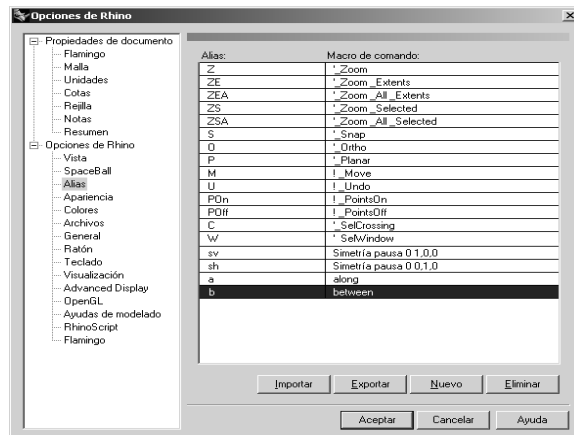 Opciones de Rhino
Propiedades de documento
Flamingo
Malla
Unidades
Cotas
Rejilla
Notas
Resumen
Opciones de Rhino
Vista
SpaceBall
Alias
Apariencia
Colores
Archivos
General
Ratón
Teclado
Visualización
Advanced Display
OpenGL
Ayudas de modelado
RhinoScript
Flamingo
Alias: Macro de comando:
Z '_Zoom
ZE '_Zoom _Extents
ZEA '_Zoom _All _Extents
ZS '_Zoom _Selected
ZSA '_Zoom _All _Selected
S '_Snap
O '_Ortho
P '_Planar
M ! _Move
U ! _Undo
POn ! _PointsOn
POff ! _PointsOff
C '_SelCrossing
W '_SelWindow
sv Simetría pausa 0 1,0,0
sh Simetría pausa 0 0,1,0
a along
b between
Importar Exportar Nuevo Eliminar
Aceptar Cancelar Ayuda